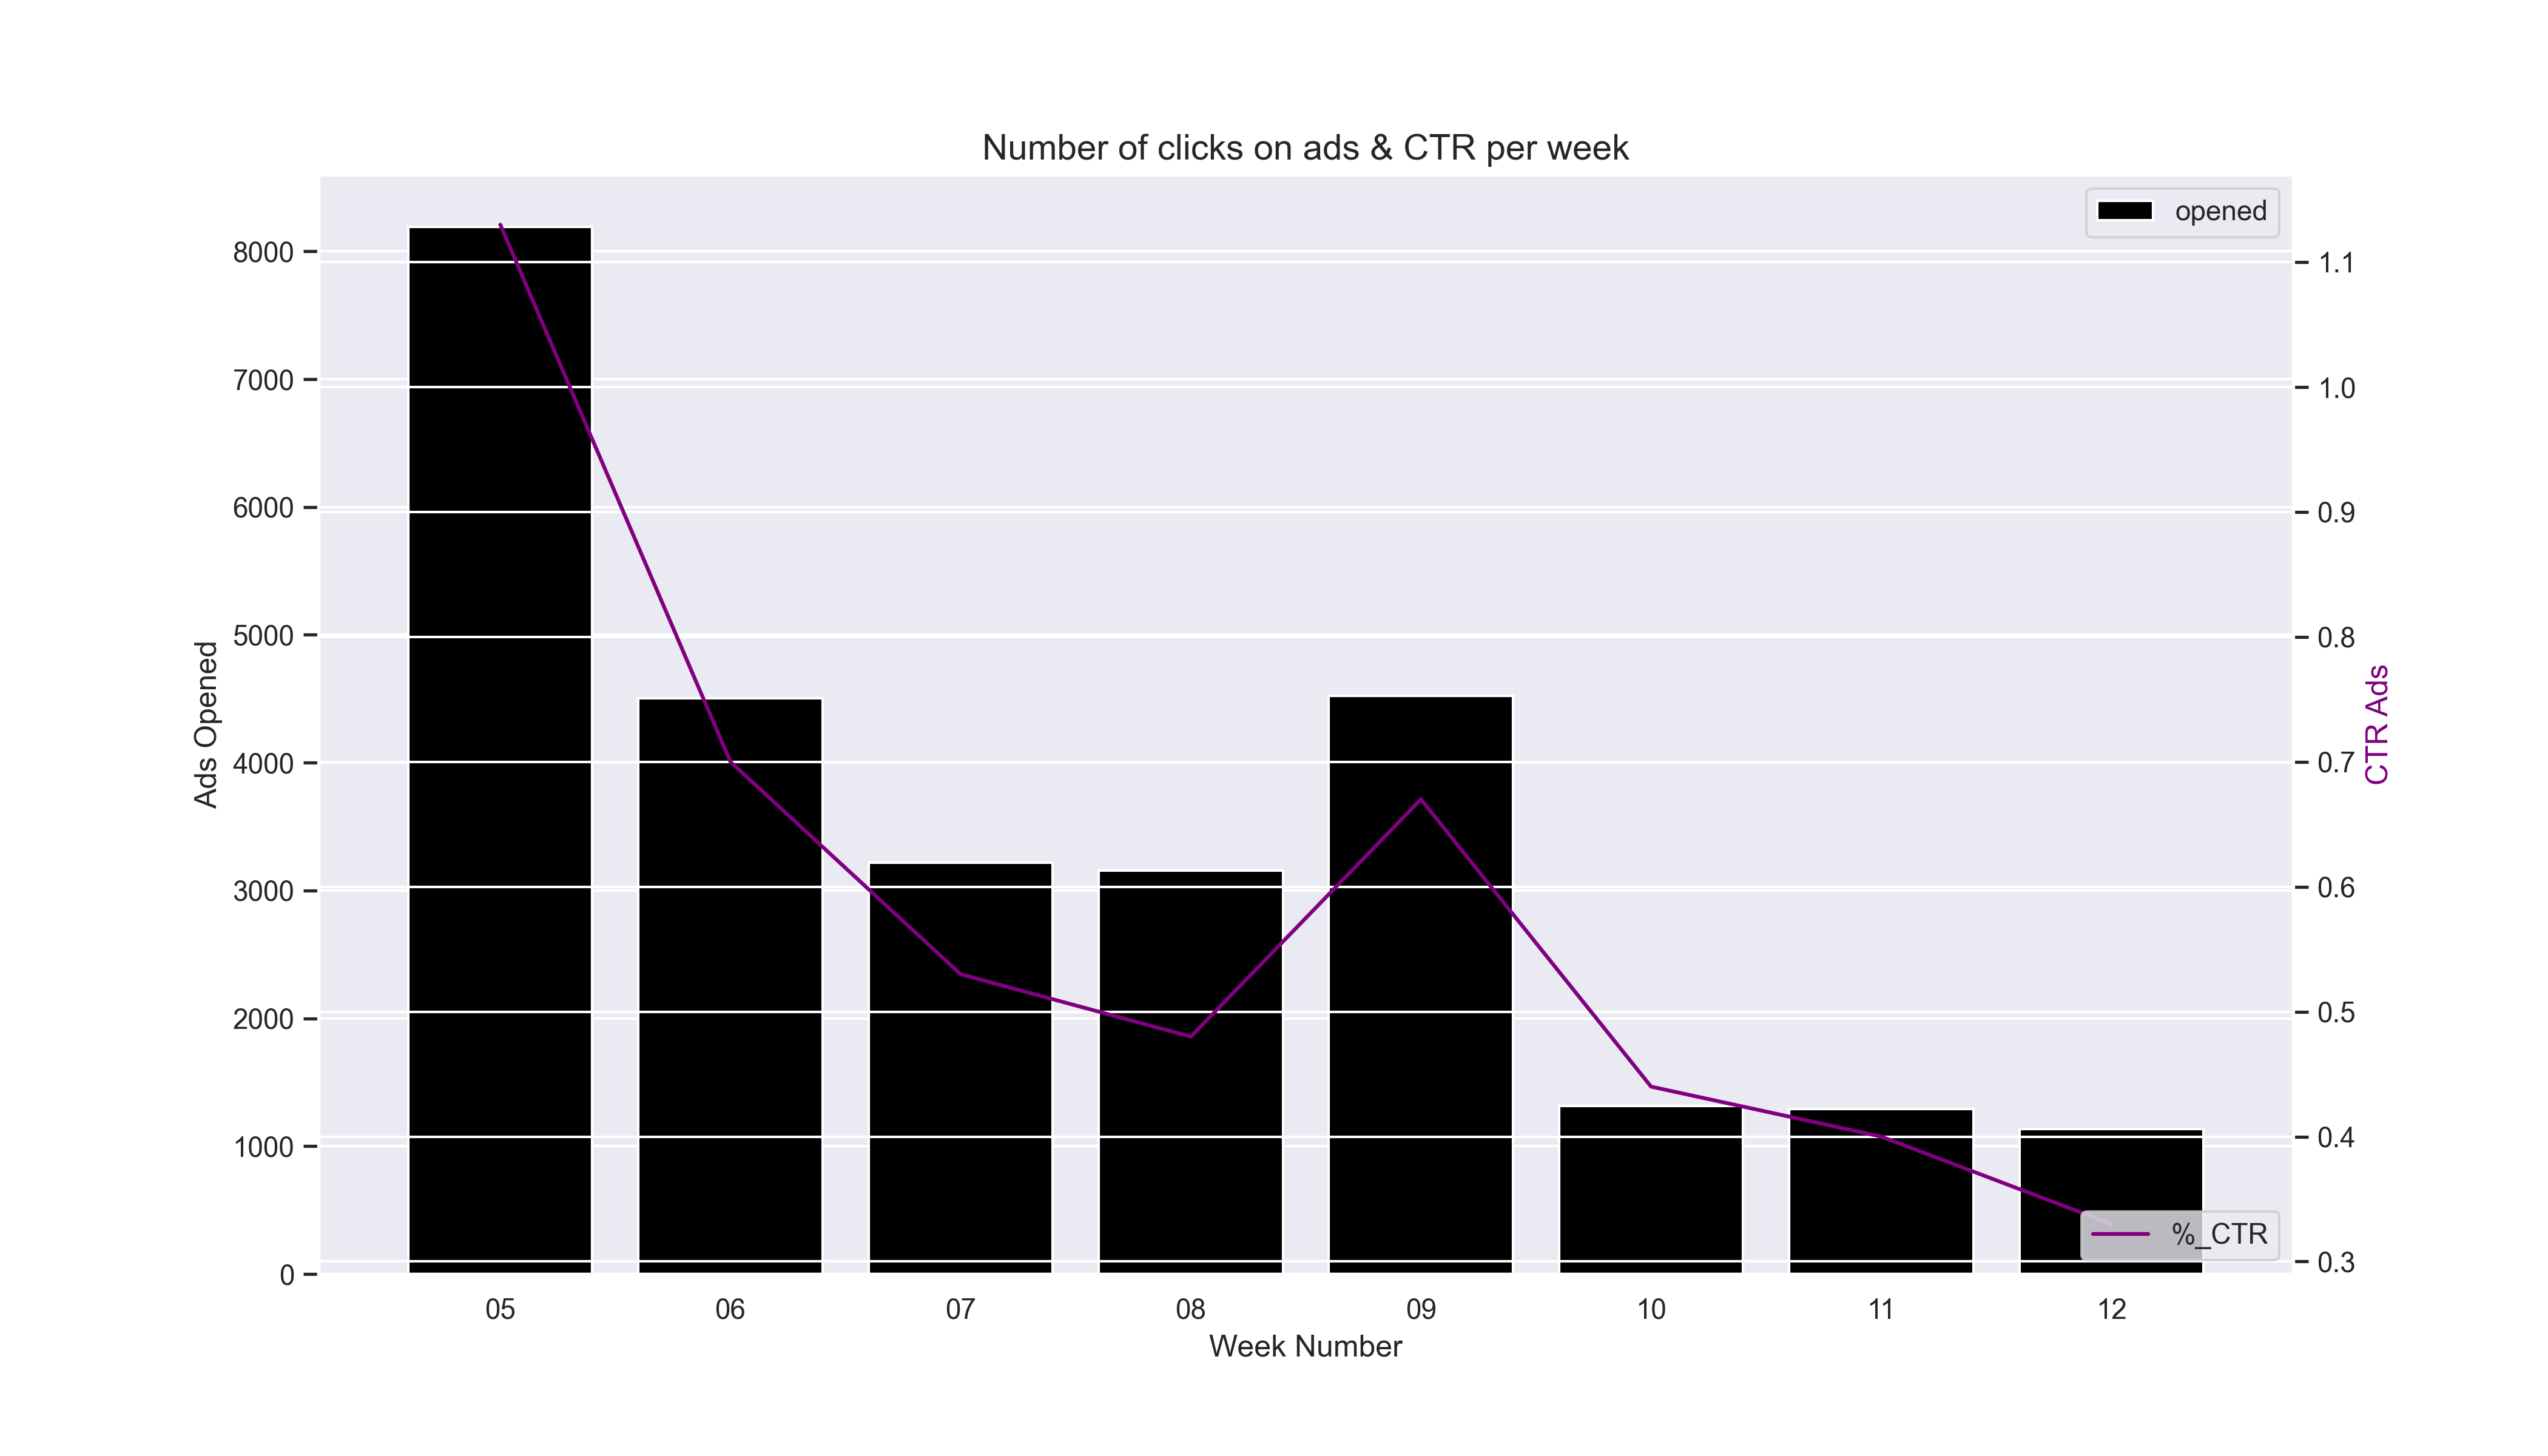 Number of clicks on ads & CTR per week
opened
8000
7000
6000
5000
4000
3000
2000
1000
0
Ads Opened
1.1
1.0
0.9
0.8
0.7
0.6
0.5
0.4
0.3
CTR Ads
%_CTR
05 06 07 08 09 10 11 12
Week Number